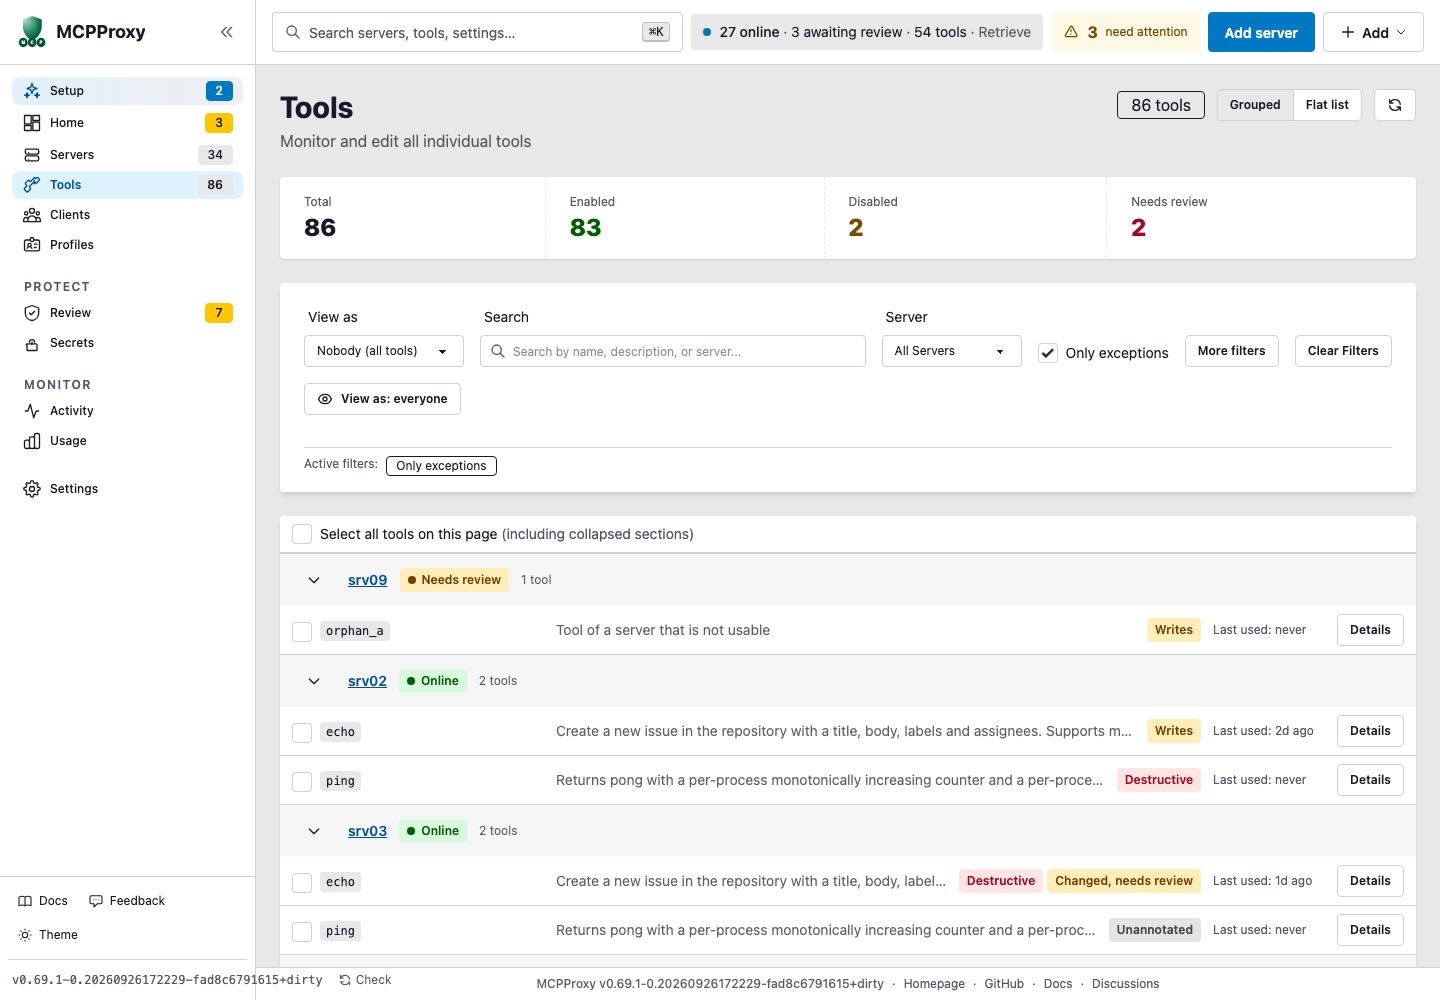 MCPProxy
Search servers, tools, settings...
⌘K
27 online · 3 awaiting review · 54 tools · Retrieve
3 need attention
Add server
Add
Setup 2
Home 3
Servers 34
Tools 86
Clients
Profiles
PROTECT
Review 7
Secrets
MONITOR
Activity
Usage
Settings
Docs
Feedback
Theme
v0.69.1-0.20260926172229-fad8c6791615+dirty
Check
Tools
Monitor and edit all individual tools
86 tools
Grouped
Flat list
Total
86
Enabled
83
Disabled
2
Needs review
2
View as
Nobody (all tools)
Search
Search by name, description, or server...
Server
All Servers
Only exceptions
More filters
Clear Filters
View as: everyone
Active filters: Only exceptions
Select all tools on this page (including collapsed sections)
srv09 Needs review 1 tool
orphan_a Tool of a server that is not usable Writes Last used: never Details
srv02 Online 2 tools
echo Create a new issue in the repository with a title, body, labels and assignees. Supports m... Writes Last used: 2d ago Details
ping Returns pong with a per-process monotonically increasing counter and a per-proce... Destructive Last used: never Details
srv03 Online 2 tools
echo Create a new issue in the repository with a title, body, label... Destructive Changed, needs review Last used: 1d ago Details
ping Returns pong with a per-process monotonically increasing counter and a per-proc... Unannotated Last used: never Details
MCPProxy v0.69.1-0.20260926172229-fad8c6791615+dirty · Homepage · GitHub · Docs · Discussions